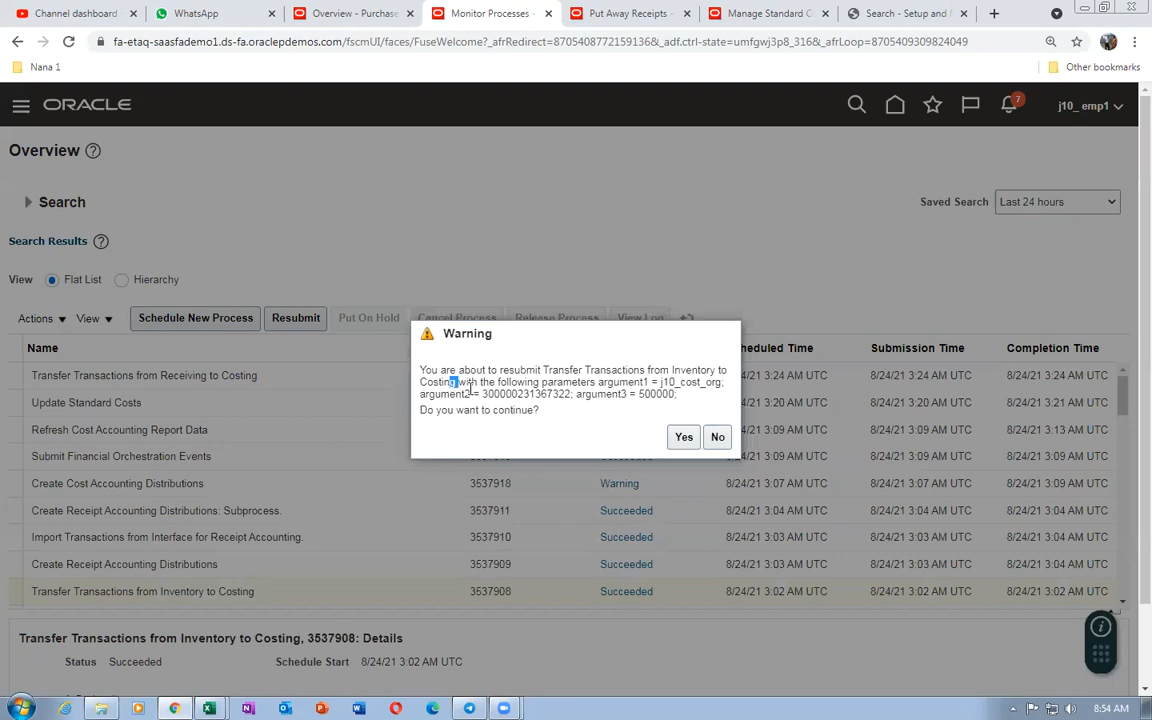 Channel dashboard
WhatsApp
Overview - Purchase
Monitor Processes -
Put Away Receipts -
Manage Standard C
Search - Setup and
fa-etaq-saasfademo1.ds-fa.oraclepdemos.com/fscmUI/faces/FuseWelcome?_afrRedirect=8705408772159136&_adf.ctrl-state=umfgwj3p8_316&_afrLoop=8705409309824049
Nana 1
Other bookmarks
ORACLE
7
j10_ emp1
Overview
Search
Saved Search Last 24 hours
Search Results
View Flat List Hierarchy
Actions View Schedule New Process Resubmit Put On Hold Cancel Process Release Process View Log
Name
Scheduled Time Submission Time Completion Time
Warning
You are about to resubmit Transfer Transactions from Inventory to
Costing with the following parameters argument1 = j10_cost_org;
argument2 = 300000231367322; argument3 = 500000;
Do you want to continue?
Yes No
Transfer Transactions from Receiving to Costing 3:24 AM UTC 8/24/21 3:24 AM UTC 8/24/21 3:24 AM UTC
Update Standard Costs 3:20 AM UTC 8/24/21 3:20 AM UTC 8/24/21 3:20 AM UTC
Refresh Cost Accounting Report Data 3:09 AM UTC 8/24/21 3:09 AM UTC 8/24/21 3:13 AM UTC
Submit Financial Orchestration Events 3:09 AM UTC 8/24/21 3:09 AM UTC 8/24/21 3:09 AM UTC
Create Cost Accounting Distributions 3537918 Warning 8/24/21 3:07 AM UTC 8/24/21 3:07 AM UTC 8/24/21 3:09 AM UTC
Create Receipt Accounting Distributions: Subprocess. 3537911 Succeeded 8/24/21 3:04 AM UTC 8/24/21 3:04 AM UTC 8/24/21 3:04 AM UTC
Import Transactions from Interface for Receipt Accounting. 3537910 Succeeded 8/24/21 3:04 AM UTC 8/24/21 3:04 AM UTC 8/24/21 3:04 AM UTC
Create Receipt Accounting Distributions 3537909 Succeeded 8/24/21 3:03 AM UTC 8/24/21 3:03 AM UTC 8/24/21 3:04 AM UTC
Transfer Transactions from Inventory to Costing 3537908 Succeeded 8/24/21 3:02 AM UTC 8/24/21 3:02 AM UTC 8/24/21 3:02 AM UTC
Transfer Transactions from Inventory to Costing, 3537908: Details
Status Succeeded Schedule Start 8/24/21 3:02 AM UTC
8:54 AM